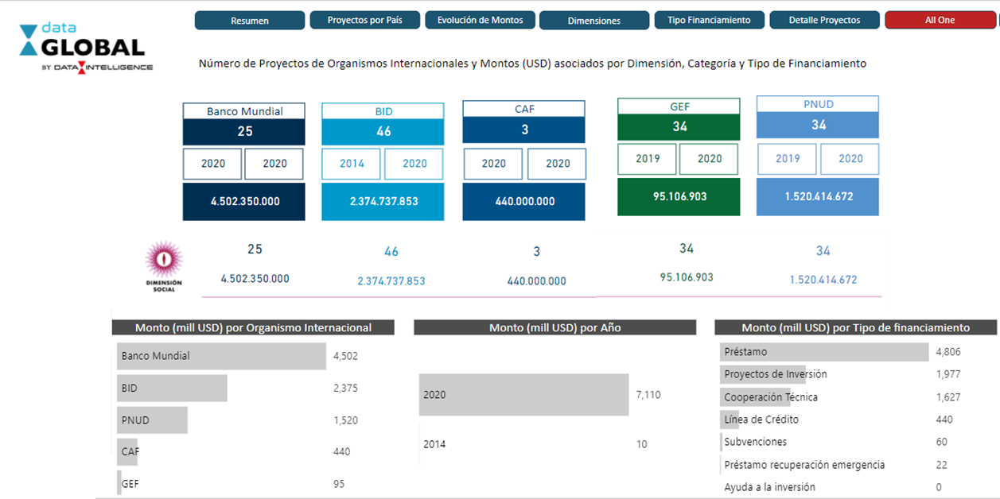 data
GLOBAL
BY DATA INTELLIGENCE
Resumen
Proyectos por País
Evolución de Montos
Dimensiones
Tipo Financiamiento
Detalle Proyectos
All One
Número de Proyectos de Organismos Internacionales y Montos (USD) asociados por Dimensión, Categoría y Tipo de Financiamiento
Banco Mundial
25
2020 2020
4.502.350.000
BID
46
2014 2020
2.374.737.853
CAF
3
2020 2020
440.000.000
GEF
34
2019 2020
95.106.903
PNUD
34
2019 2020
1.520.414.672
DIMENSIÓN
SOCIAL
25 46 3 34 34
4.502.350.000 2.374.737.853 440.000.000 95.106.903 1.520.414.672
Monto (mill USD) por Organismo Internacional
Banco Mundial 4,502
BID 2,375
PNUD 1,520
CAF 440
GEF 95
Monto (mill USD) por Año
2020 7,110
2014 10
Monto (mill USD) por Tipo de financiamiento
Préstamo 4,806
Proyectos de Inversión 1,977
Cooperación Técnica 1,627
Línea de Crédito 440
Subvenciones 60
Préstamo recuperación emergencia 22
Ayuda a la inversión 0